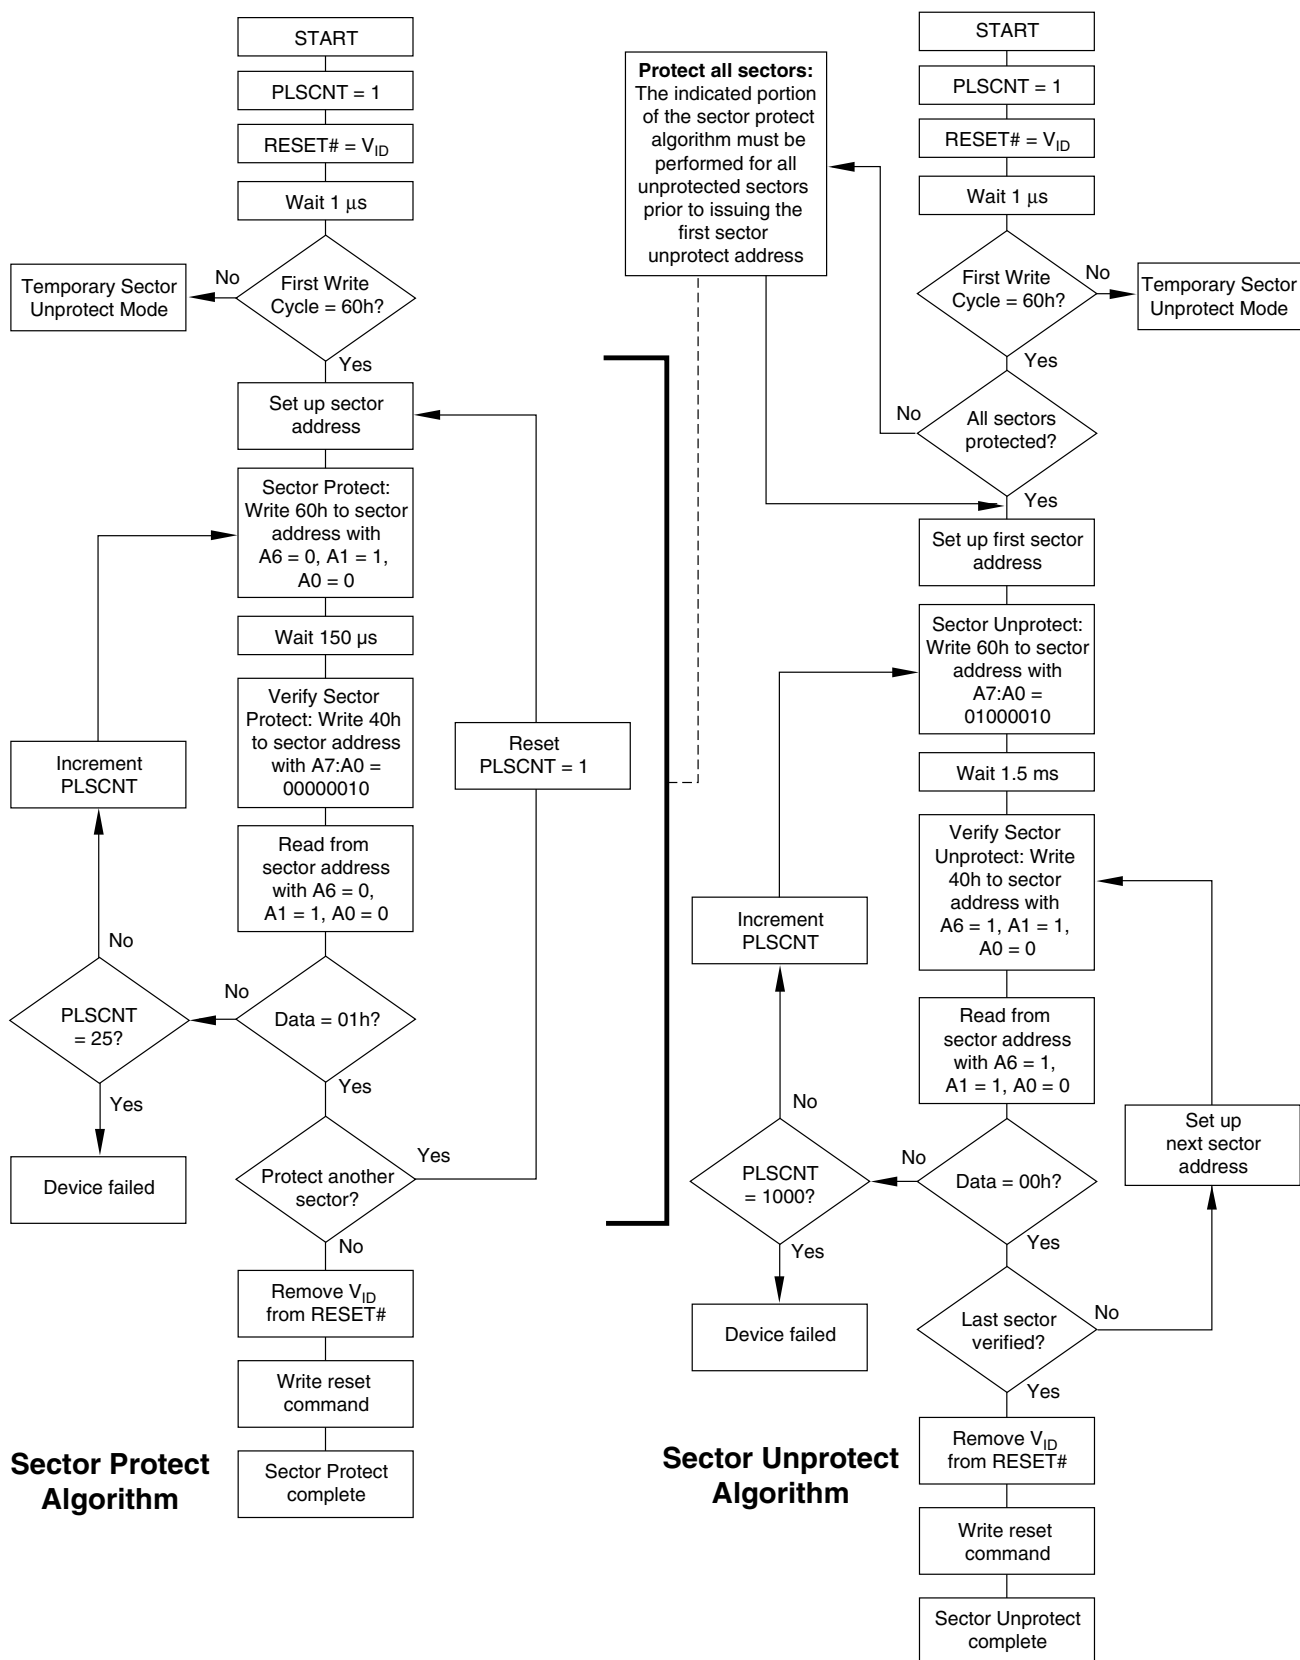 START
PLSCNT = 1
RESET# = VID
Wait 1 μs
First Write
Cycle = 60h?
No
Temporary Sector
Unprotect Mode
Yes
Set up sector
address
Sector Protect:
Write 60h to sector
address with
A6 = 0, A1 = 1,
A0 = 0
Wait 150 µs
Verify Sector
Protect: Write 40h
to sector address
with A7:A0 =
00000010
Read from
sector address
with A6 = 0,
A1 = 1, A0 = 0
Data = 01h?
No
PLSCNT
= 25?
No
Increment
PLSCNT
Yes
Device failed
Yes
Protect another
sector?
Yes
Reset
PLSCNT = 1
No
Remove VID
from RESET#
Write reset
command
Sector Protect
complete
Sector Protect
Algorithm
Protect all sectors:
The indicated portion
of the sector protect
algorithm must be
performed for all
unprotected sectors
prior to issuing the
first sector
unprotect address
START
PLSCNT = 1
RESET# = VID
Wait 1 μs
First Write
Cycle = 60h?
No
Temporary Sector
Unprotect Mode
Yes
All sectors
protected?
No
Yes
Set up first sector
address
Sector Unprotect:
Write 60h to sector
address with
A7:A0 =
01000010
Wait 1.5 ms
Verify Sector
Unprotect: Write
40h to sector
address with
A6 = 1, A1 = 1,
A0 = 0
Read from
sector address
with A6 = 1,
A1 = 1, A0 = 0
Data = 00h?
No
PLSCNT
= 1000?
No
Increment
PLSCNT
Yes
Device failed
Yes
Last sector
verified?
No
Set up
next sector
address
Yes
Remove VID
from RESET#
Write reset
command
Sector Unprotect
complete
Sector Unprotect
Algorithm